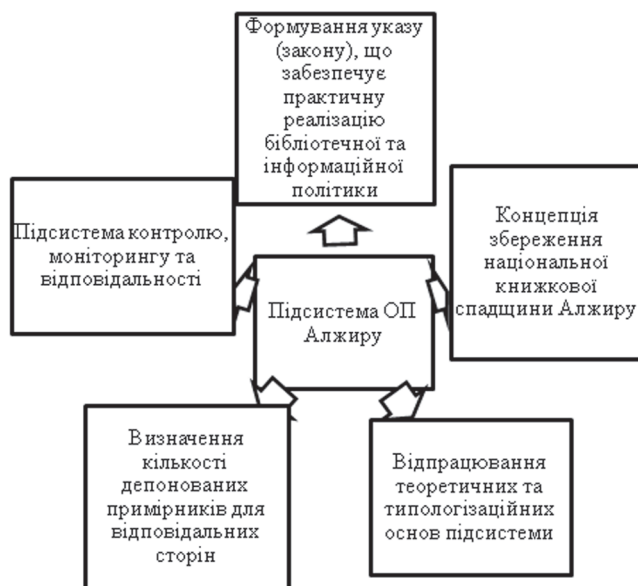 Формування указу
(закону), що
забезпечує
практичну
реалізацію
бібліотечної та
інформаційної
політики
Підсистема контролю,
моніторингу та
відповідальності
Концепція
збереження
національної
книжкової
спадщини Алжиру
Підсистема ОП
Алжиру
Визначення
кількості
депонованих
примірників для
відповідальних
сторін
Відпрацювання
теоретичних та
типологізаційних
основ підсистеми